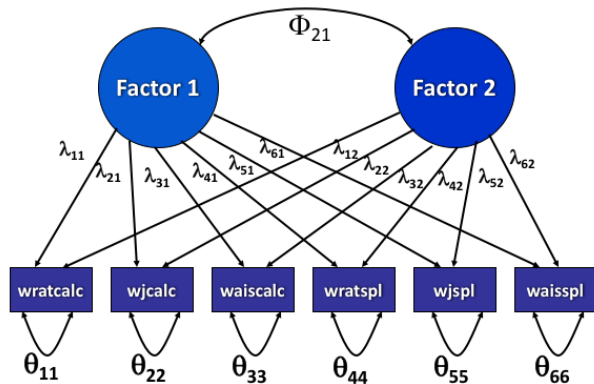 Φ21
Factor 1
Factor 2
λ11
λ21
λ31
λ41
λ51
λ61
λ12
λ22
λ32
λ42
λ52
λ62
wratcalc
wjcalc
waiscalc
wratspl
wjspl
waisspl
θ11
θ22
θ33
θ44
θ55
θ66